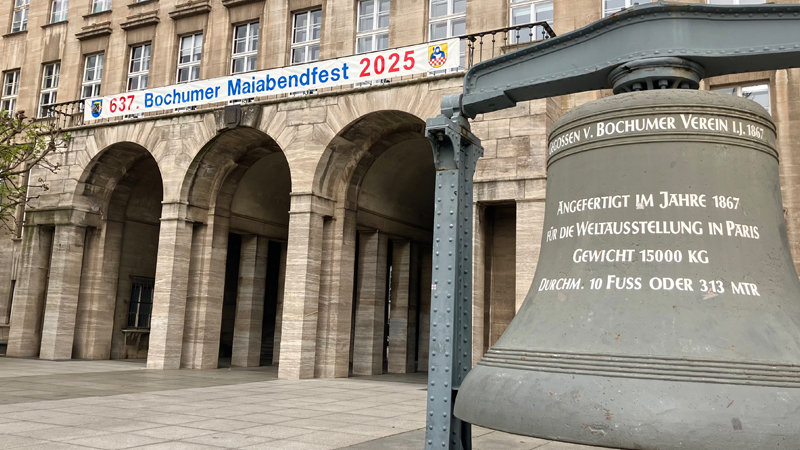 637. Bochumer Maiabendfest 2025
GEGOSSEN V. BOCHUMER VEREIN I.J. 1867
ANGEFERTIGT IM JAHRE 1867
FÜR DIE WELTAUSSTELLUNG IN PARIS
GEWICHT 15000 KG
DURCHM. 10 FUSS ODER 3,13 MTR